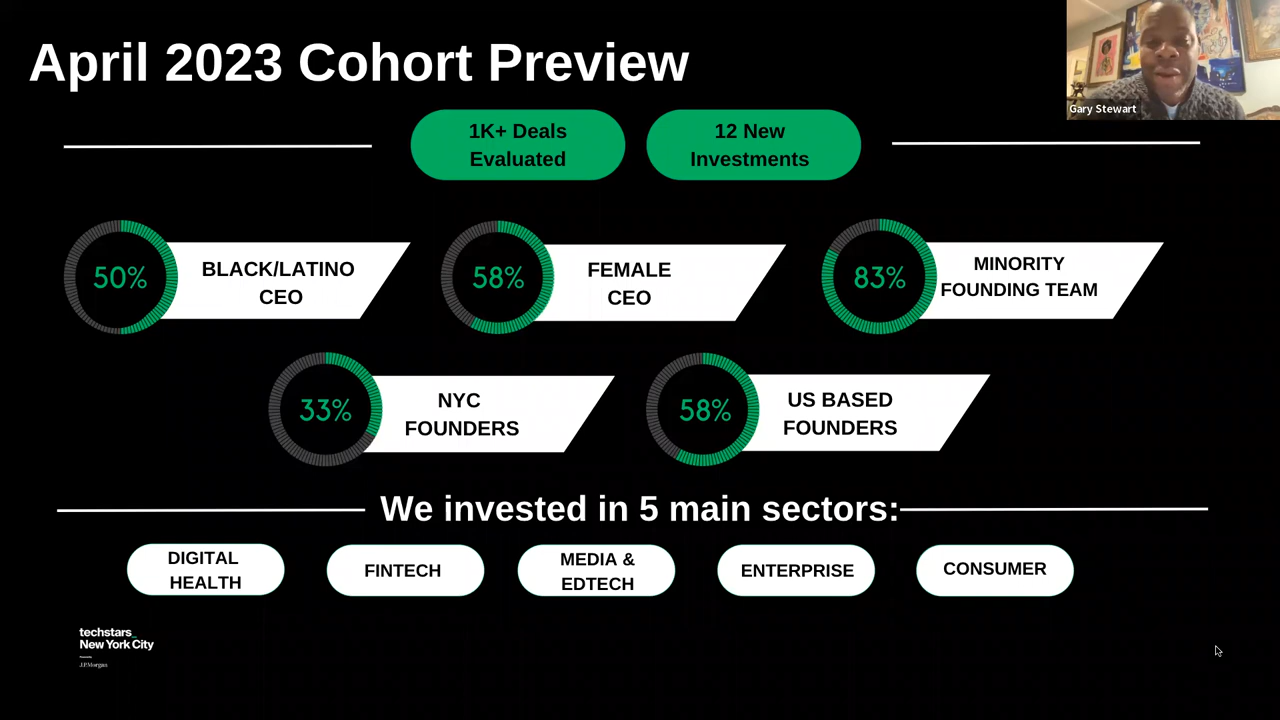 April 2023 Cohort Preview
Gary Stewart
1K+ Deals
Evaluated
12 New
Investments
50%
BLACK/LATINO
CEO
58%
FEMALE
CEO
83%
MINORITY
FOUNDING TEAM
33%
NYC
FOUNDERS
58%
US BASED
FOUNDERS
We invested in 5 main sectors:
DIGITAL
HEALTH
FINTECH
MEDIA &
EDTECH
ENTERPRISE
CONSUMER
techstars_
New York City
J.P.Morgan